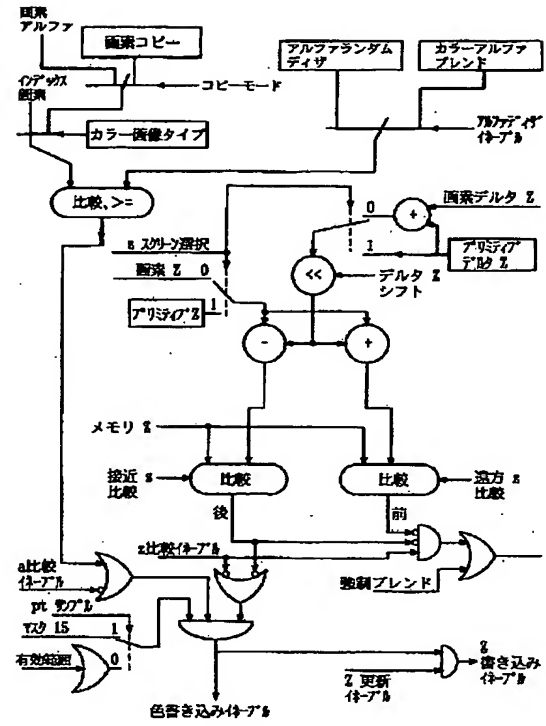 画素
アルファ
画素コピー
アルファランダム
ディザ
カラーアルファ
ブレンド
インデックス
画素
コピーモード
カラー画像タイプ
アルファディザ
イネーブル
比較、>=
0
+
画素デルタ Z
s スクリーン選択
1
プリミティブ
デルタ Z
画素 Z
0
<<
デルタ Z
シフト
プリミティブZ
1
-
+
メモリ Z
接近 z
比較
比較
比較
遠方 z
比較
後
前
z比較イネーブル
a比較
イネーブル
強制ブレンド
pt サンプル
マスク 15
1
有効範囲
0
Z 更新
イネーブル
Z
書き込み
イネーブル
色書き込みイネーブル